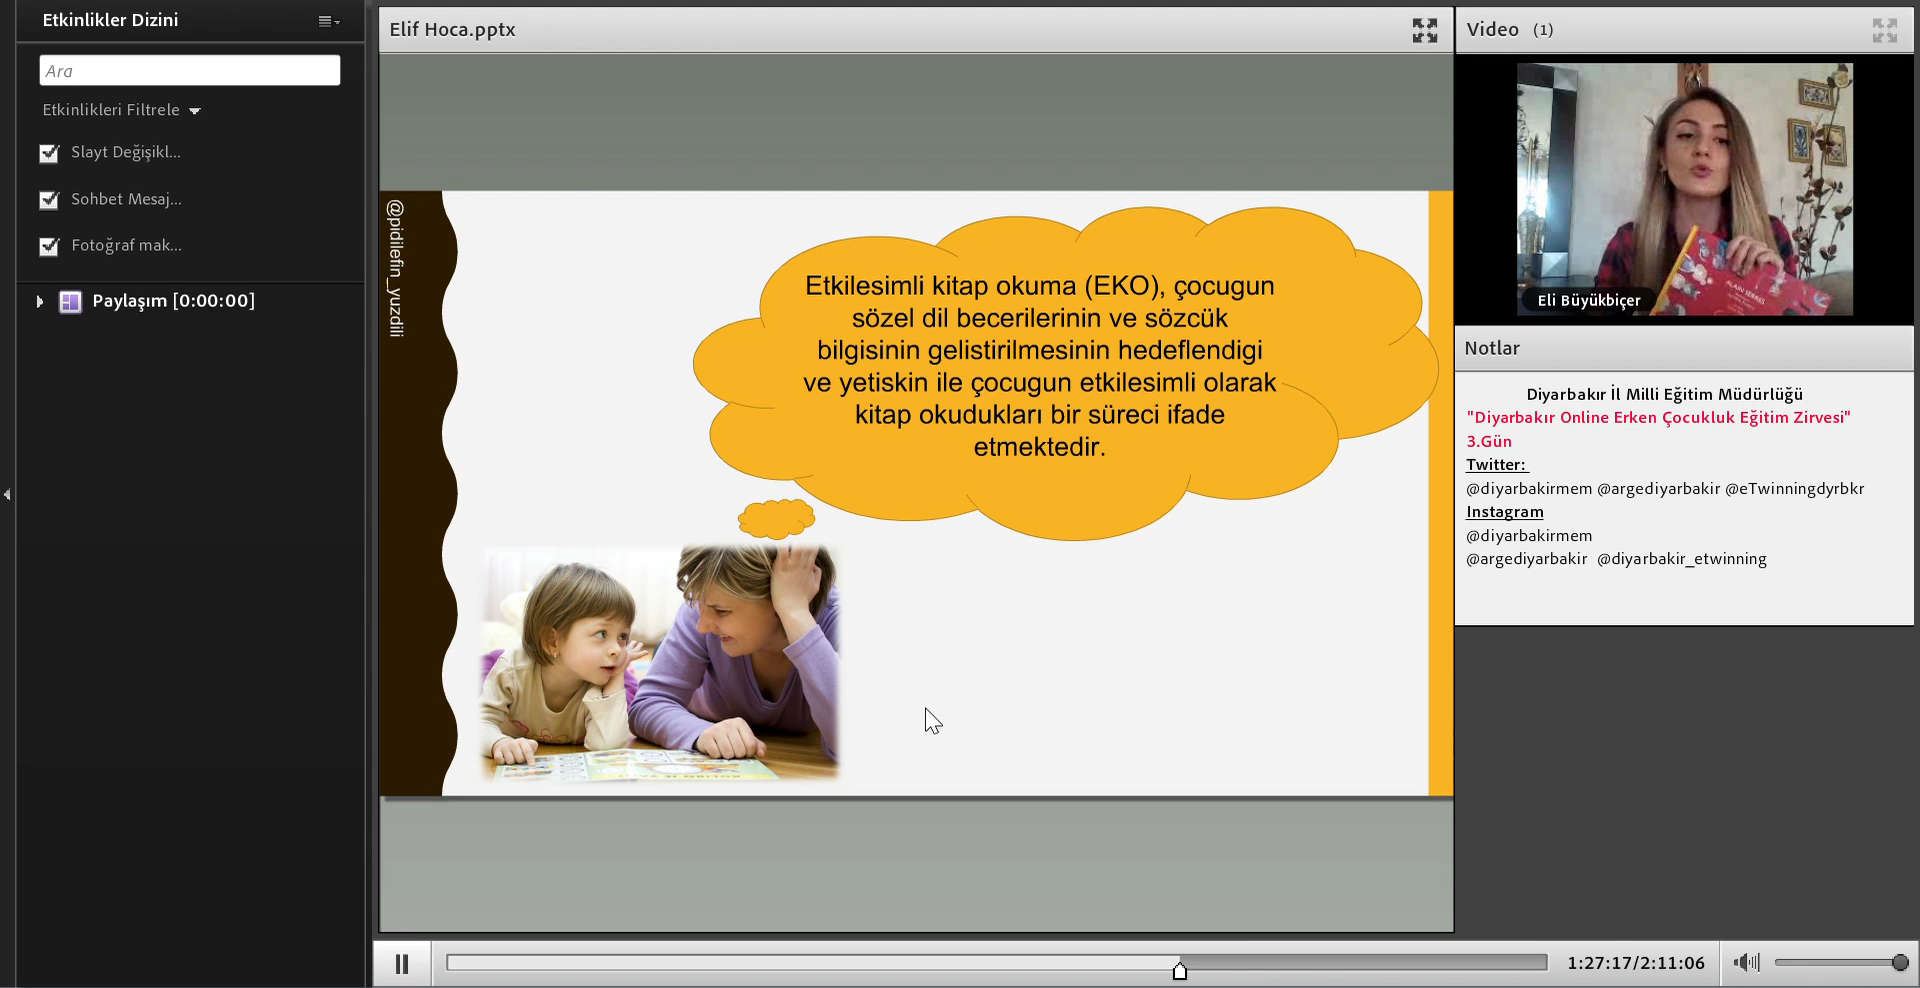 Etkinlikler Dizini
Ara
Etkinlikleri Filtrele
Slayt Değişikl...
Sohbet Mesaj...
Fotoğraf mak...
Paylaşım [0:00:00]
Elif Hoca.pptx
@pidilefin_yuzdili
Etkilesimli kitap okuma (EKO), çocugun
sözel dil becerilerinin ve sözcük
bilgisinin gelistirilmesinin hedeflendigi
ve yetiskin ile çocugun etkilesimli olarak
kitap okudukları bir süreci ifade
etmektedir.
Video (1)
ALAIN SERRES
Eli Büyükbiçer
Notlar
Diyarbakır İl Milli Eğitim Müdürlüğü
"Diyarbakır Online Erken Çocukluk Eğitim Zirvesi"
3.Gün
Twitter:
@diyarbakirmem @argediyarbakir @eTwinningdyrbkr
Instagram
@diyarbakirmem
@argediyarbakir @diyarbakir_etwinning
1:27:17/2:11:06